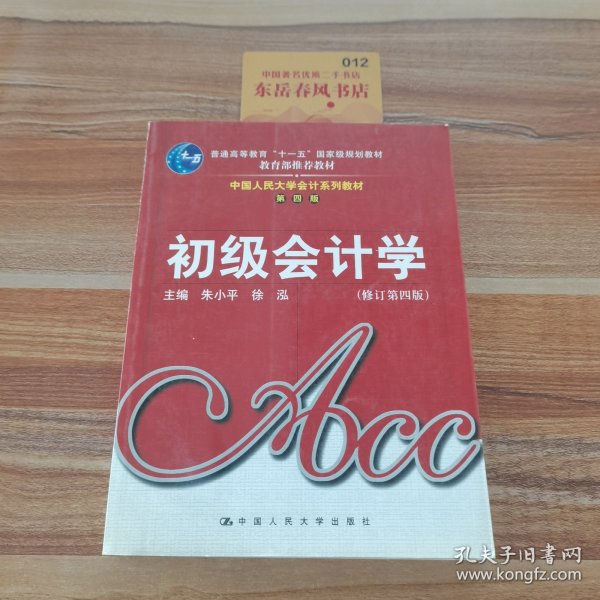 012
中国著名优质二手书店
东岳春风书店
十一五
普通高等教育“十一五”国家级规划教材
教育部推荐教材
中国人民大学会计系列教材
第四版
初级会计学
主编 朱小平 徐 泓 (修订第四版)
Acc
中国人民大学出版社
孔夫子旧书网
www.kongfz.com